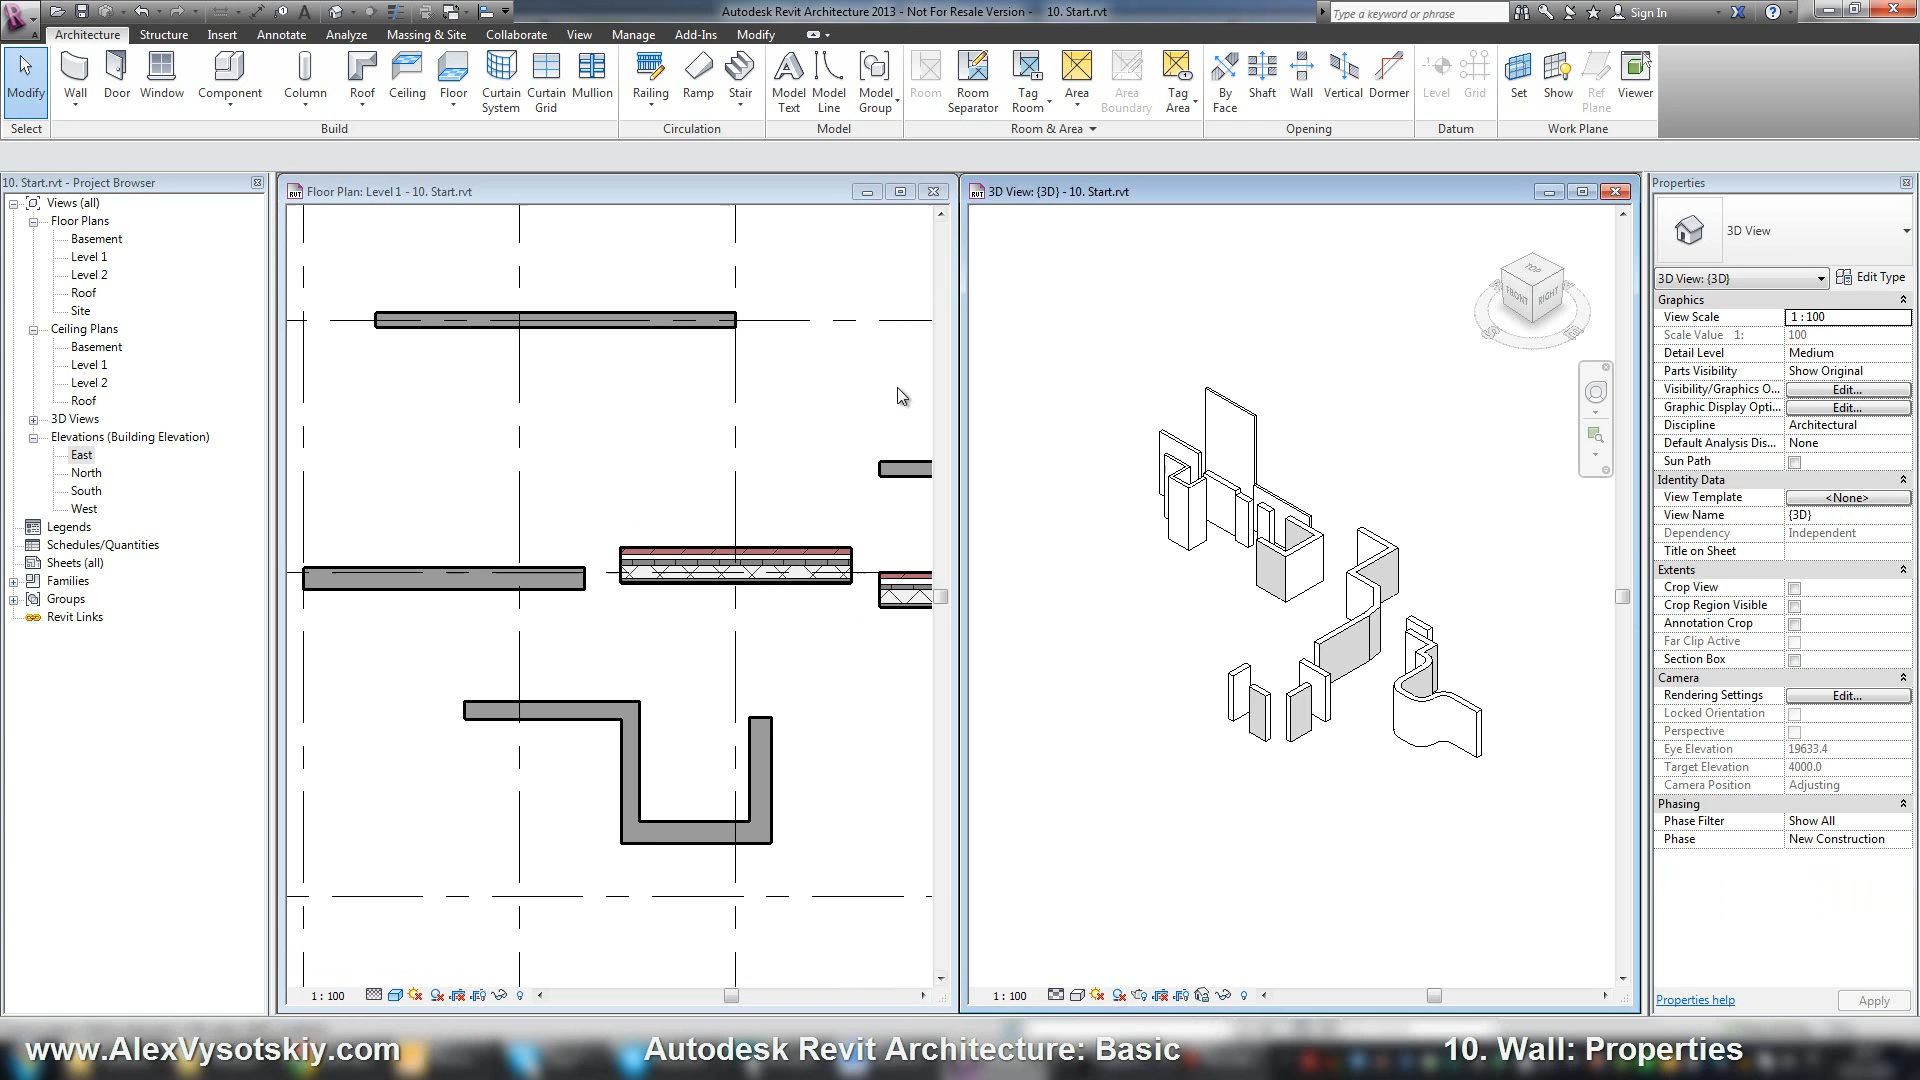 Autodesk Revit Architecture 2013 - Not For Resale Version - 10. Start.rvt
Type a keyword or phrase
Sign In
Architecture Structure Insert Annotate Analyze Massing & Site Collaborate View Manage Add-Ins Modify
Modify Wall Door Window Component Column Roof Ceiling Floor Curtain System Curtain Grid Mullion Railing Ramp Stair Model Text Model Line Model Group Room Room Separator Tag Room Area Area Boundary Tag Area By Face Shaft Wall Vertical Dormer Level Grid Set Show Ref Plane Viewer
Select Build Circulation Model Room & Area Opening Datum Work Plane
10. Start.rvt - Project Browser
Views (all)
Floor Plans
Basement
Level 1
Level 2
Roof
Site
Ceiling Plans
Basement
Level 1
Level 2
Roof
3D Views
Elevations (Building Elevation)
East
North
South
West
Legends
Schedules/Quantities
Sheets (all)
Families
Groups
Revit Links
Floor Plan: Level 1 - 10. Start.rvt
1 : 100
3D View: {3D} - 10. Start.rvt
TOP
FRONT RIGHT
1 : 100
Properties
3D View
3D View: {3D} Edit Type
Graphics
View Scale 1 : 100
Scale Value 1: 100
Detail Level Medium
Parts Visibility Show Original
Visibility/Graphics O... Edit...
Graphic Display Opti... Edit...
Discipline Architectural
Default Analysis Dis... None
Sun Path
Identity Data
View Template <None>
View Name {3D}
Dependency Independent
Title on Sheet
Extents
Crop View
Crop Region Visible
Annotation Crop
Far Clip Active
Section Box
Camera
Rendering Settings Edit...
Locked Orientation
Perspective
Eye Elevation 19633.4
Target Elevation 4000.0
Camera Position Adjusting
Phasing
Phase Filter Show All
Phase New Construction
Properties help Apply
www.AlexVysotskiy.com Autodesk Revit Architecture: Basic 10. Wall: Properties